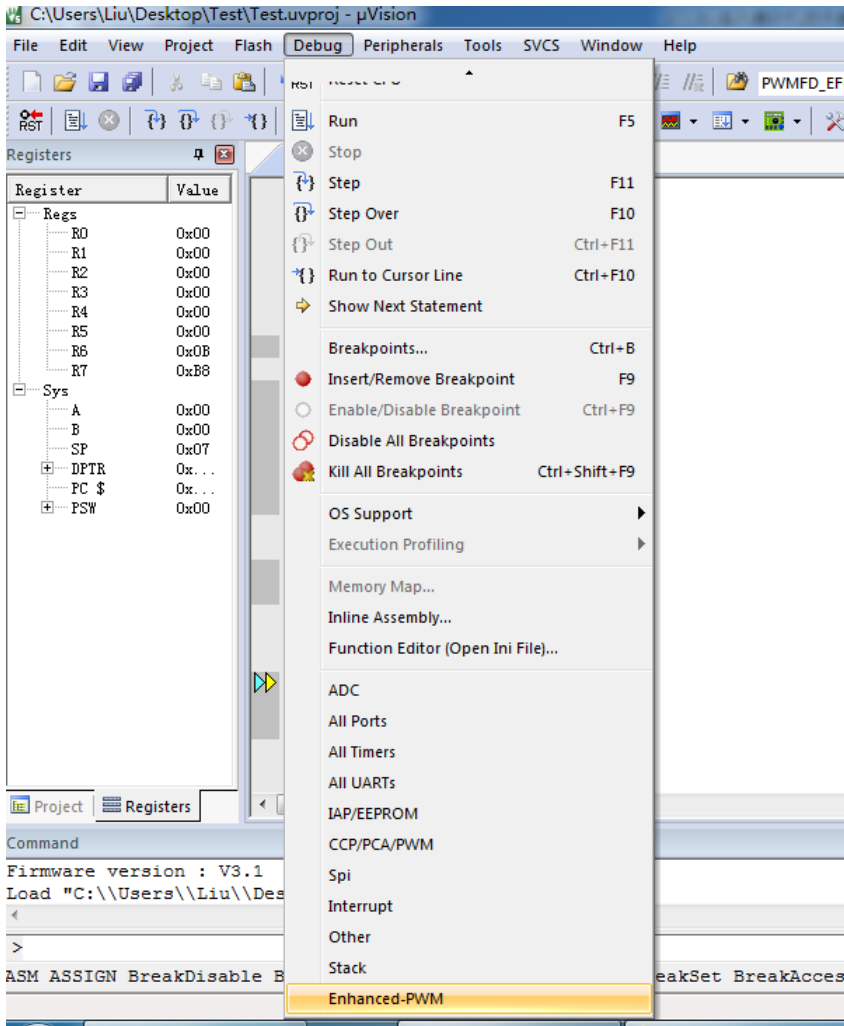 C:\Users\Liu\Desktop\Test\Test.uvproj - µVision
File Edit View Project Flash Debug Peripherals Tools SVCS Window Help
RST
PWMFD_EF
RST
Registers
Register Value
Regs
R0 0x00
R1 0x00
R2 0x00
R3 0x00
R4 0x00
R5 0x00
R6 0x0B
R7 0xB8
Sys
A 0x00
B 0x00
SP 0x07
DPTR 0x...
PC $ 0x...
PSW 0x00
Project Registers
Run F5
Stop
Step F11
Step Over F10
Step Out Ctrl+F11
Run to Cursor Line Ctrl+F10
Show Next Statement
Breakpoints... Ctrl+B
Insert/Remove Breakpoint F9
Enable/Disable Breakpoint Ctrl+F9
Disable All Breakpoints
Kill All Breakpoints Ctrl+Shift+F9
OS Support
Execution Profiling
Memory Map...
Inline Assembly...
Function Editor (Open Ini File)...
ADC
All Ports
All Timers
All UARTs
IAP/EEPROM
CCP/PCA/PWM
Spi
Interrupt
Other
Stack
Enhanced-PWM
Command
Firmware version : V3.1
Load "C:\\Users\\Liu\\Des
>
ASM ASSIGN BreakDisable B eakSet BreakAcces